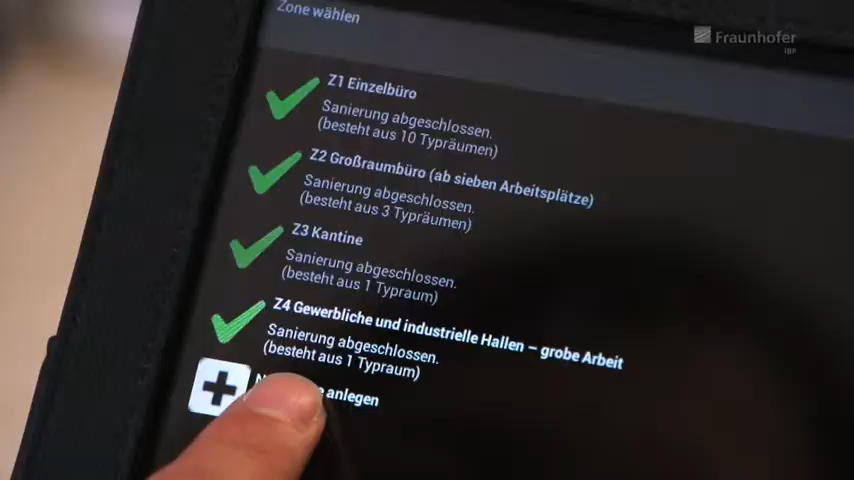 Zone wählen
Fraunhofer
IBP
Z1 Einzelbüro
Sanierung abgeschlossen.
(besteht aus 10 Typräumen)
Z2 Großraumbüro (ab sieben Arbeitsplätze)
Sanierung abgeschlossen.
(besteht aus 3 Typräumen)
Z3 Kantine
Sanierung abgeschlossen.
(besteht aus 1 Typraum)
Z4 Gewerbliche und industrielle Hallen – grobe Arbeit
Sanierung abgeschlossen.
(besteht aus 1 Typraum)
anlegen